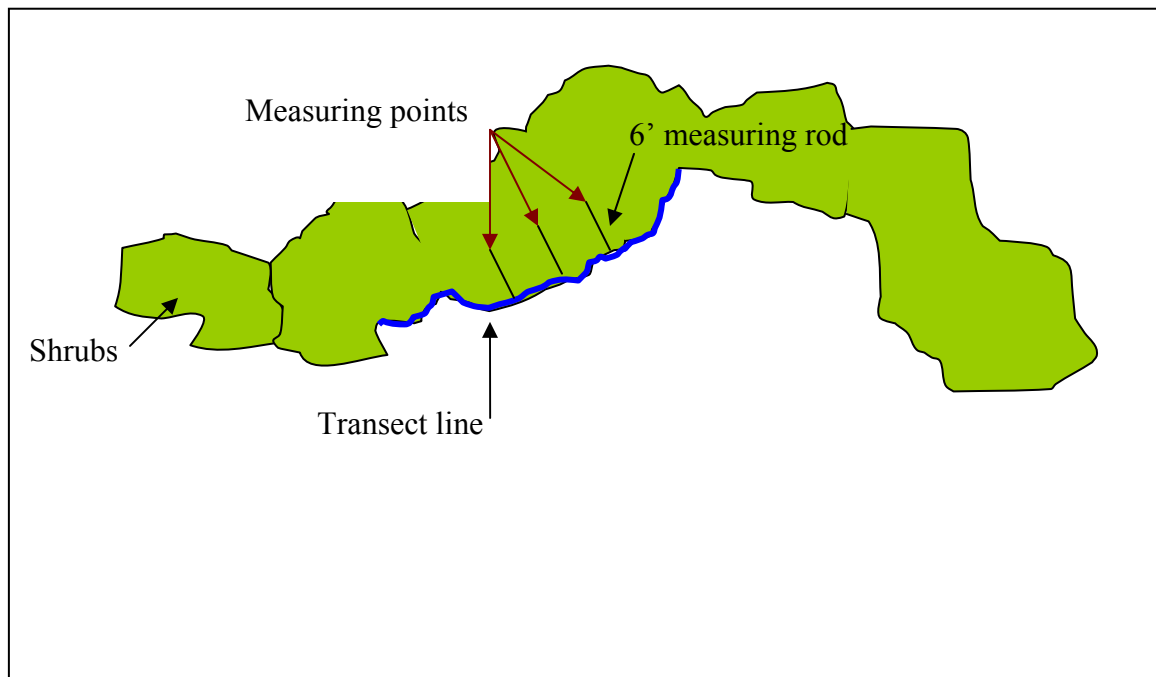 Measuring points
6’ measuring rod
Shrubs
Transect line